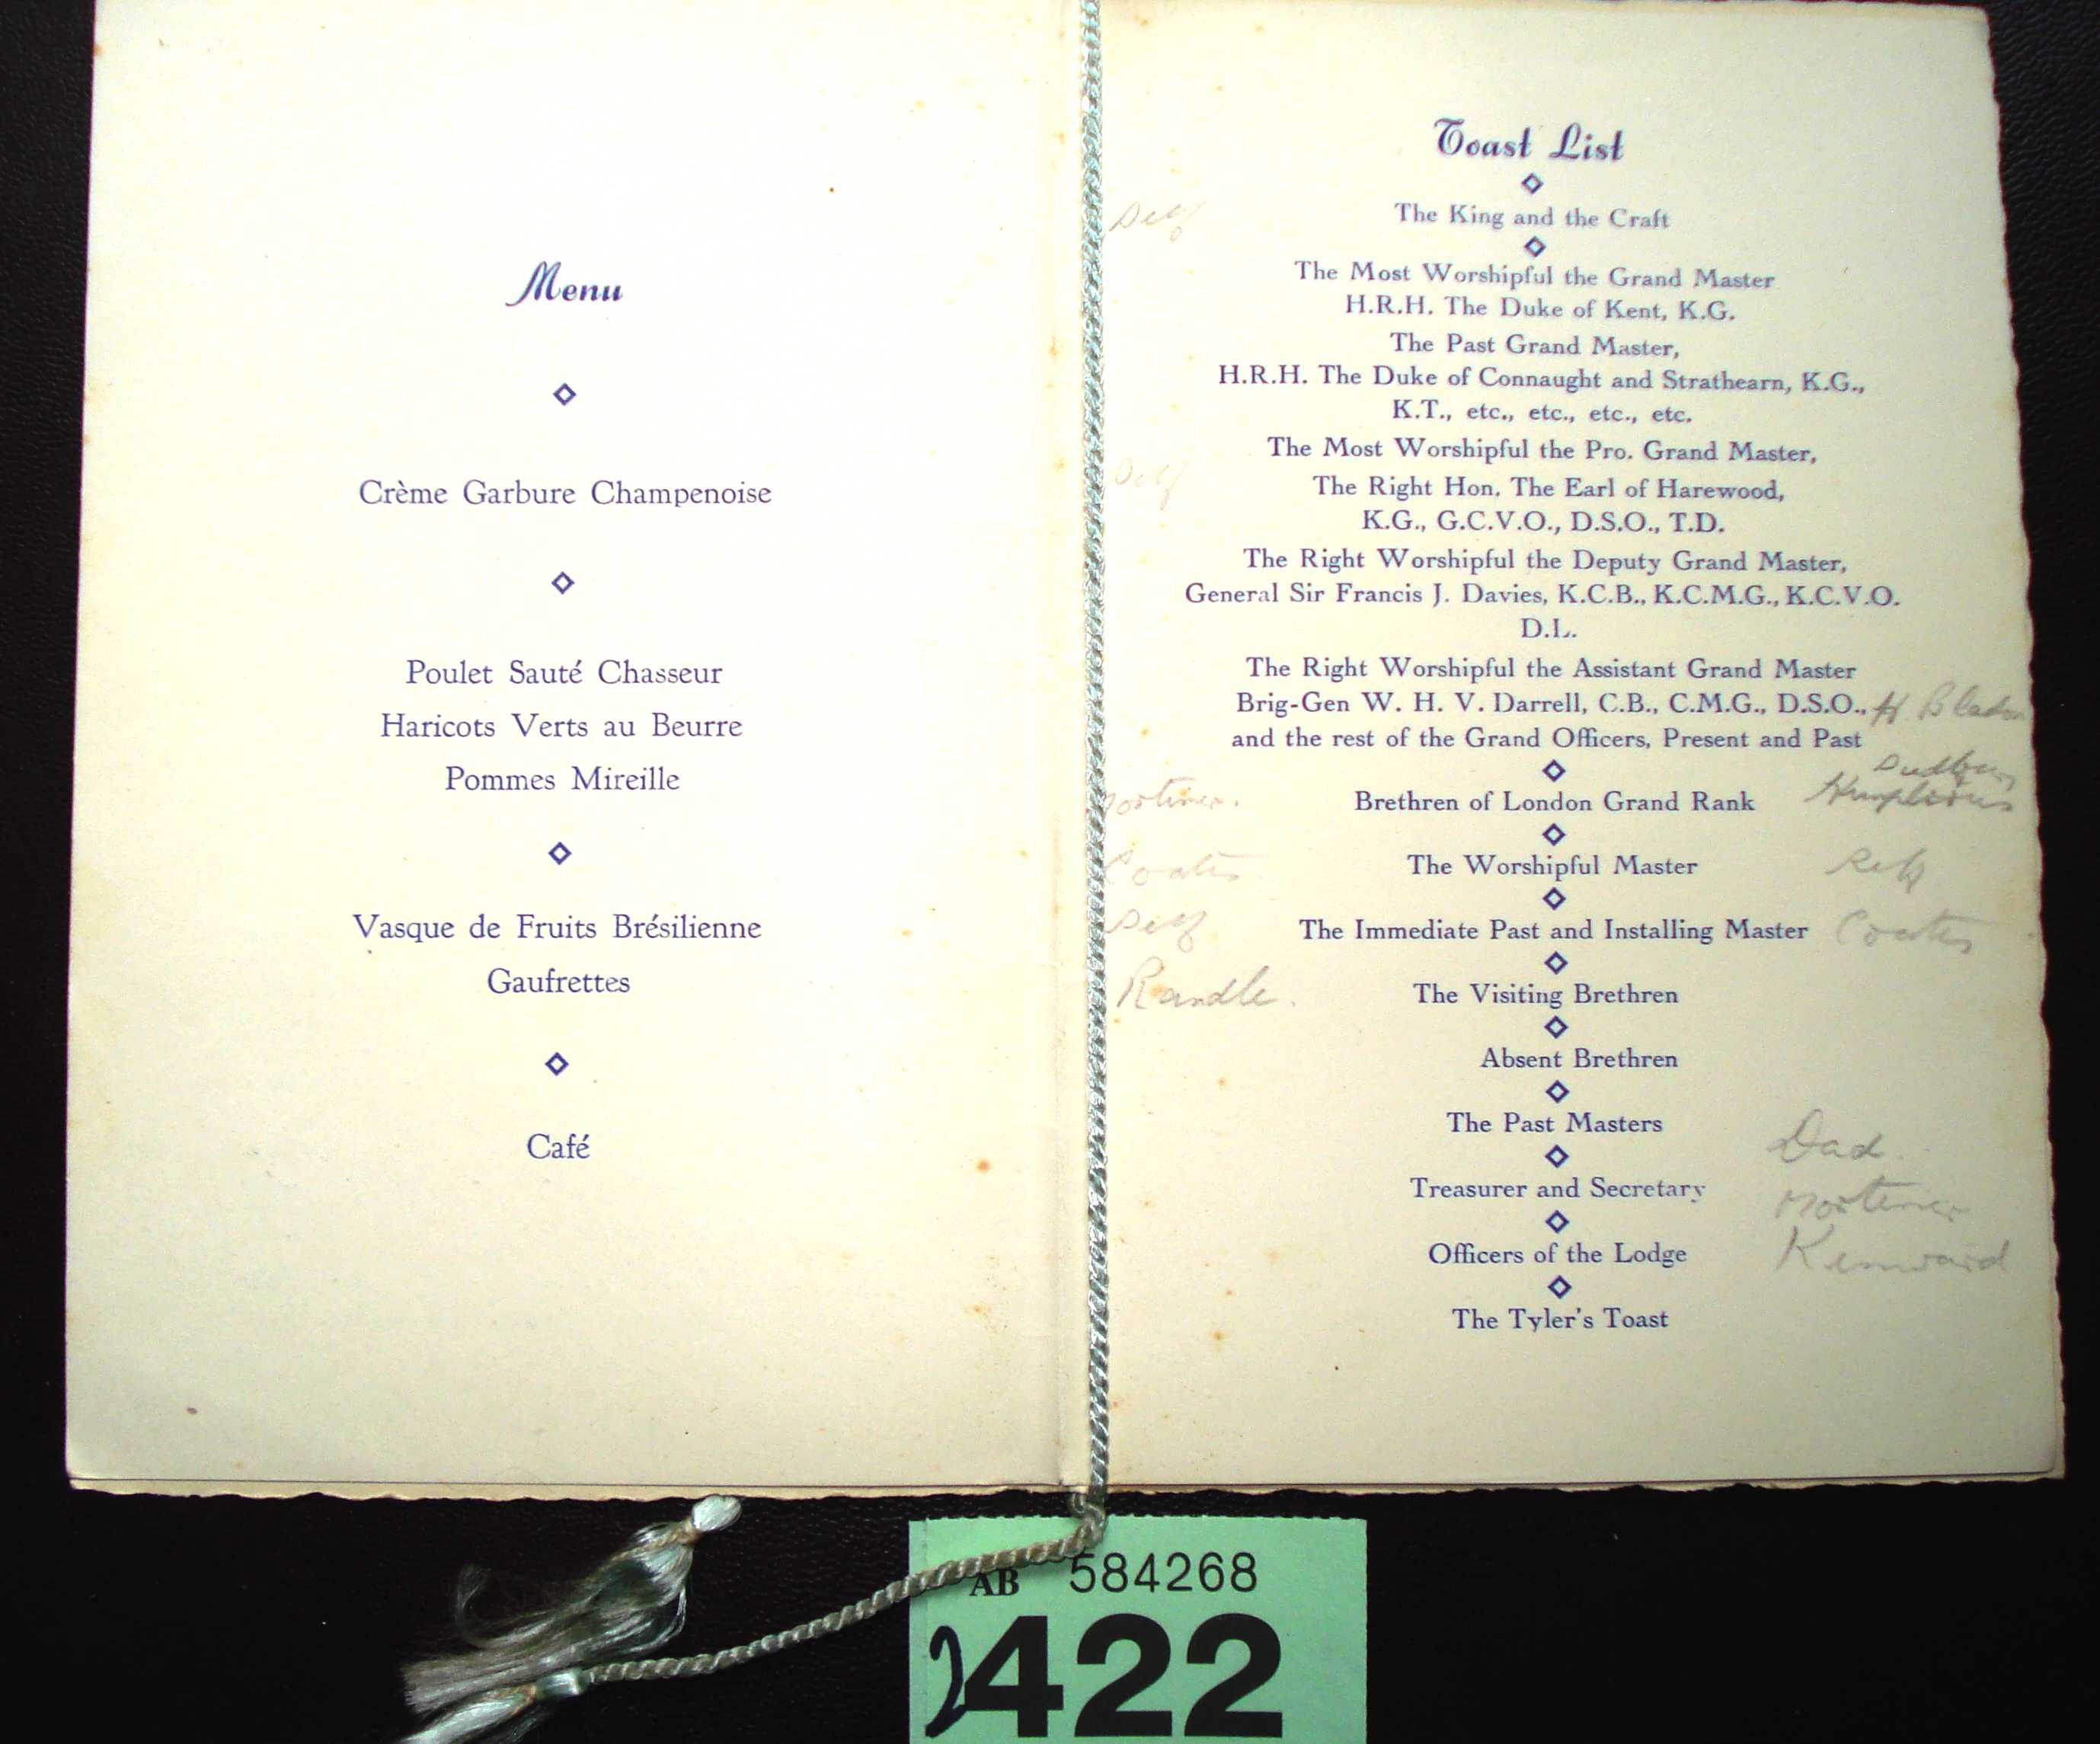 Menu
Crème Garbure Champenoise
Poulet Sauté Chasseur
Haricots Verts au Beurre
Pommes Mireille
Vasque de Fruits Brésilienne
Gaufrettes
Café
Toast List
Self
The King and the Craft
The Most Worshipful the Grand Master
H.R.H. The Duke of Kent, K.G.
The Past Grand Master,
H.R.H. The Duke of Connaught and Strathearn, K.G.,
K.T., etc., etc., etc., etc.
The Most Worshipful the Pro. Grand Master,
Self
The Right Hon. The Earl of Harewood,
K.G., G.C.V.O., D.S.O., T.D.
The Right Worshipful the Deputy Grand Master,
General Sir Francis J. Davies, K.C.B., K.C.M.G., K.C.V.O.
D.L.
The Right Worshipful the Assistant Grand Master
Brig-Gen W. H. V. Darrell, C.B., C.M.G., D.S.O., H
and the rest of the Grand Officers, Present and Past
Mortimer. Brethren of London Grand Rank
Coates The Worshipful Master Self
Self The Immediate Past and Installing Master Coates
Randle. The Visiting Brethren
Absent Brethren
The Past Masters Dad
Treasurer and Secretary Mortimer
Officers of the Lodge Kenward
The Tyler's Toast
AB 584268
2422